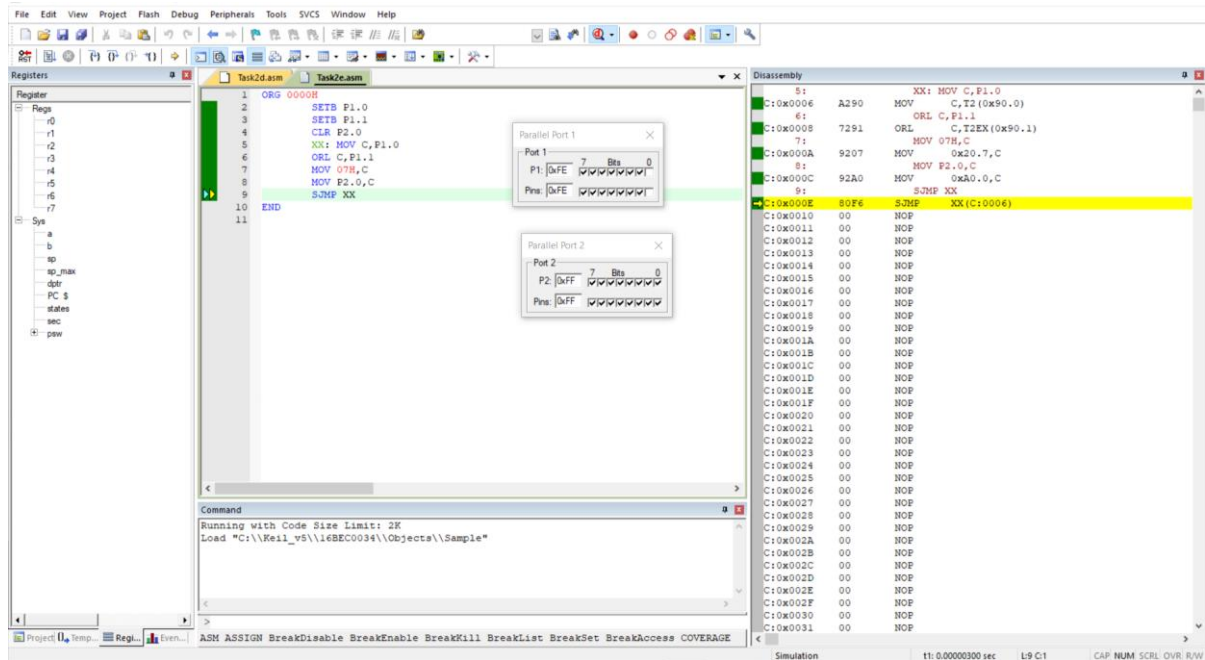 File Edit View Project Flash Debug Peripherals Tools SVCS Window Help
Registers
Register
Regs
r0
r1
r2
r3
r4
r5
r6
r7
Sys
a
b
sp
sp_max
dptr
PC $
states
sec
psw
Project Temp... Regi... Even...
Task2d.asm Task2e.asm
1 ORG 0000H
2 SETB P1.0
3 SETB P1.1
4 CLR P2.0
5 XX: MOV C,P1.0
6 ORL C,P1.1
7 MOV 07H,C
8 MOV P2.0,C
9 SJMP XX
10 END
11
Parallel Port 1
Port 1
7 Bits 0
P1: 0xFE
Pins: 0xFE
Parallel Port 2
Port 2
7 Bits 0
P2: 0xFF
Pins: 0xFF
Command
Running with Code Size Limit: 2K
Load "C:\\Keil_v5\\16BEC0034\\Objects\\Sample"
>
ASM ASSIGN BreakDisable BreakEnable BreakKill BreakList BreakSet BreakAccess COVERAGE
Disassembly
5: XX: MOV C,P1.0
C:0x0006 A290 MOV C,T2(0x90.0)
6: ORL C,P1.1
C:0x0008 7291 ORL C,T2EX(0x90.1)
7: MOV 07H,C
C:0x000A 9207 MOV 0x20.7,C
8: MOV P2.0,C
C:0x000C 92A0 MOV 0xA0.0,C
9: SJMP XX
C:0x000E 80F6 SJMP XX(C:0006)
C:0x0010 00 NOP
C:0x0011 00 NOP
C:0x0012 00 NOP
C:0x0013 00 NOP
C:0x0014 00 NOP
C:0x0015 00 NOP
C:0x0016 00 NOP
C:0x0017 00 NOP
C:0x0018 00 NOP
C:0x0019 00 NOP
C:0x001A 00 NOP
C:0x001B 00 NOP
C:0x001C 00 NOP
C:0x001D 00 NOP
C:0x001E 00 NOP
C:0x001F 00 NOP
C:0x0020 00 NOP
C:0x0021 00 NOP
C:0x0022 00 NOP
C:0x0023 00 NOP
C:0x0024 00 NOP
C:0x0025 00 NOP
C:0x0026 00 NOP
C:0x0027 00 NOP
C:0x0028 00 NOP
C:0x0029 00 NOP
C:0x002A 00 NOP
C:0x002B 00 NOP
C:0x002C 00 NOP
C:0x002D 00 NOP
C:0x002E 00 NOP
C:0x002F 00 NOP
C:0x0030 00 NOP
C:0x0031 00 NOP
Simulation t1: 0.00000300 sec L:9 C:1 CAP NUM SCRL OVR R/W